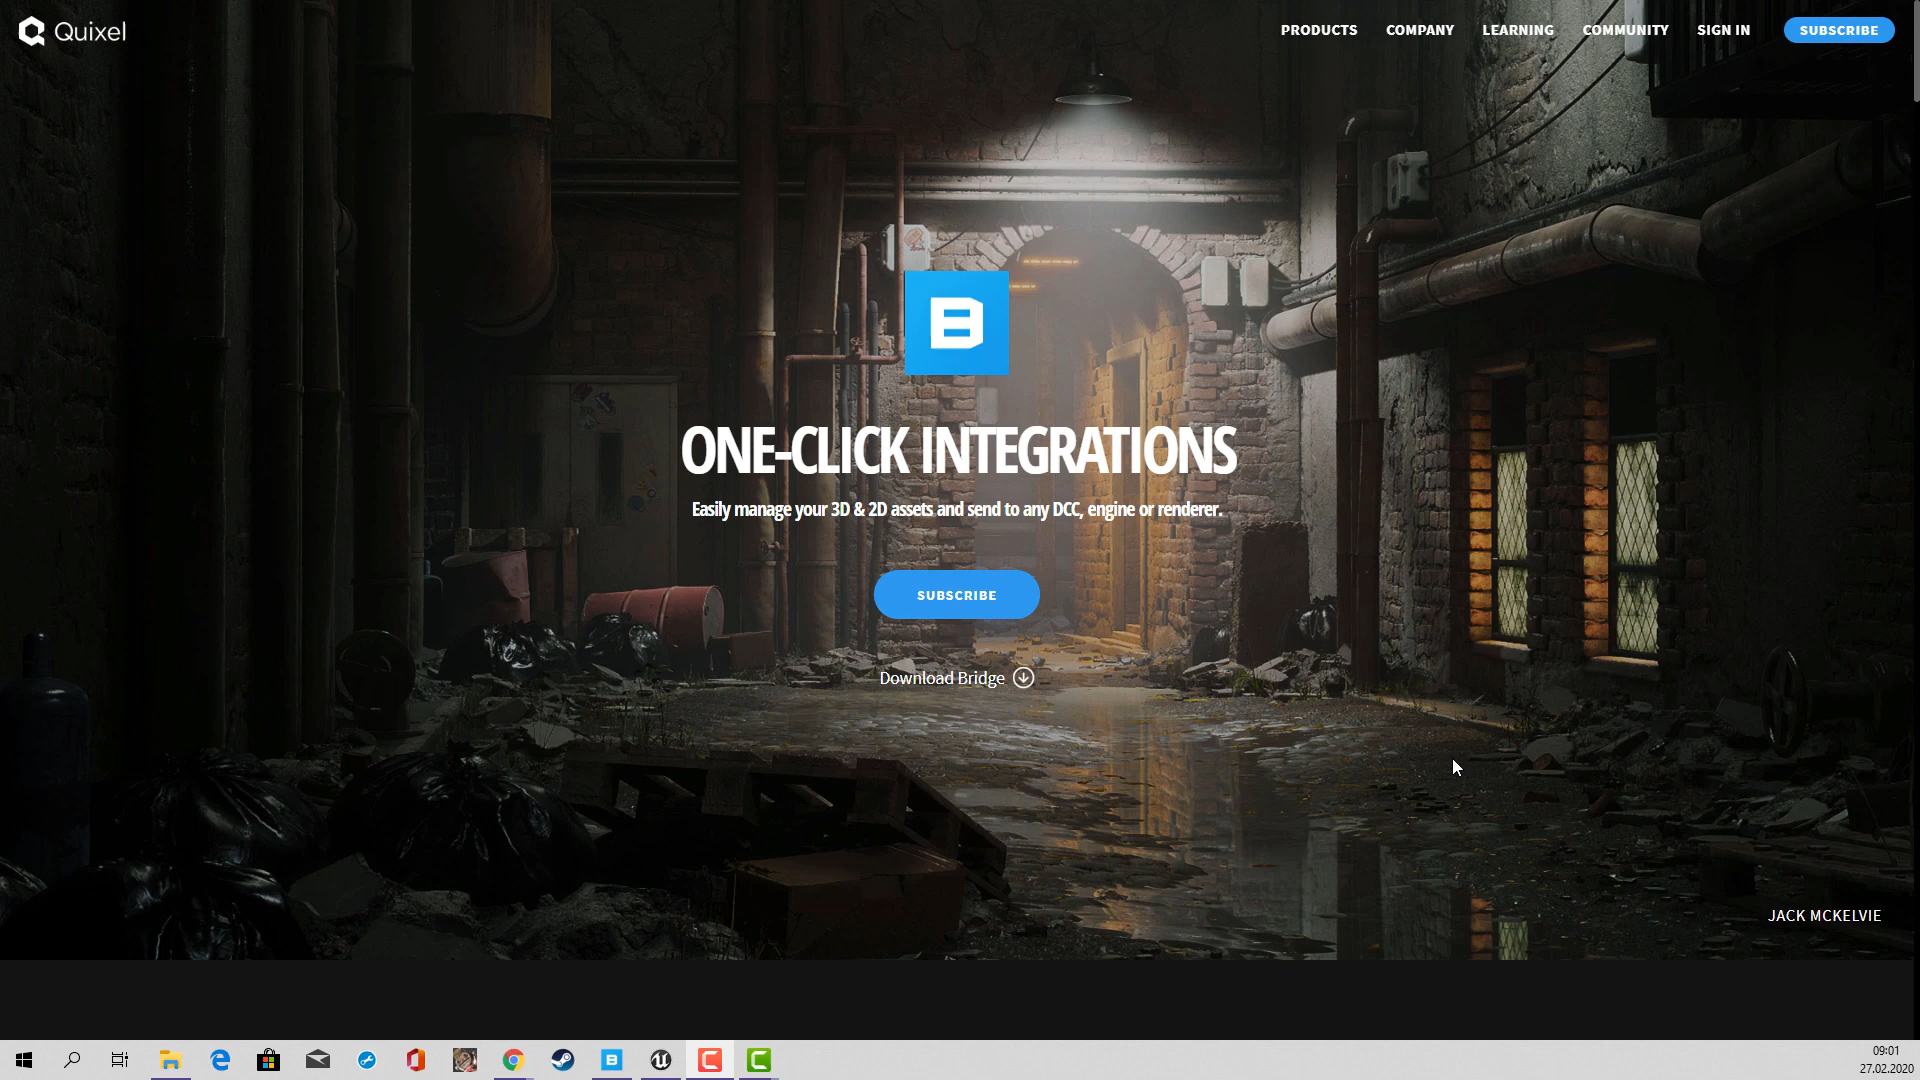 Quixel
PRODUCTS COMPANY LEARNING COMMUNITY SIGN IN SUBSCRIBE
ONE-CLICK INTEGRATIONS
Easily manage your 3D & 2D assets and send to any DCC, engine or renderer.
SUBSCRIBE
Download Bridge
JACK MCKELVIE
09:01
27.02.2020